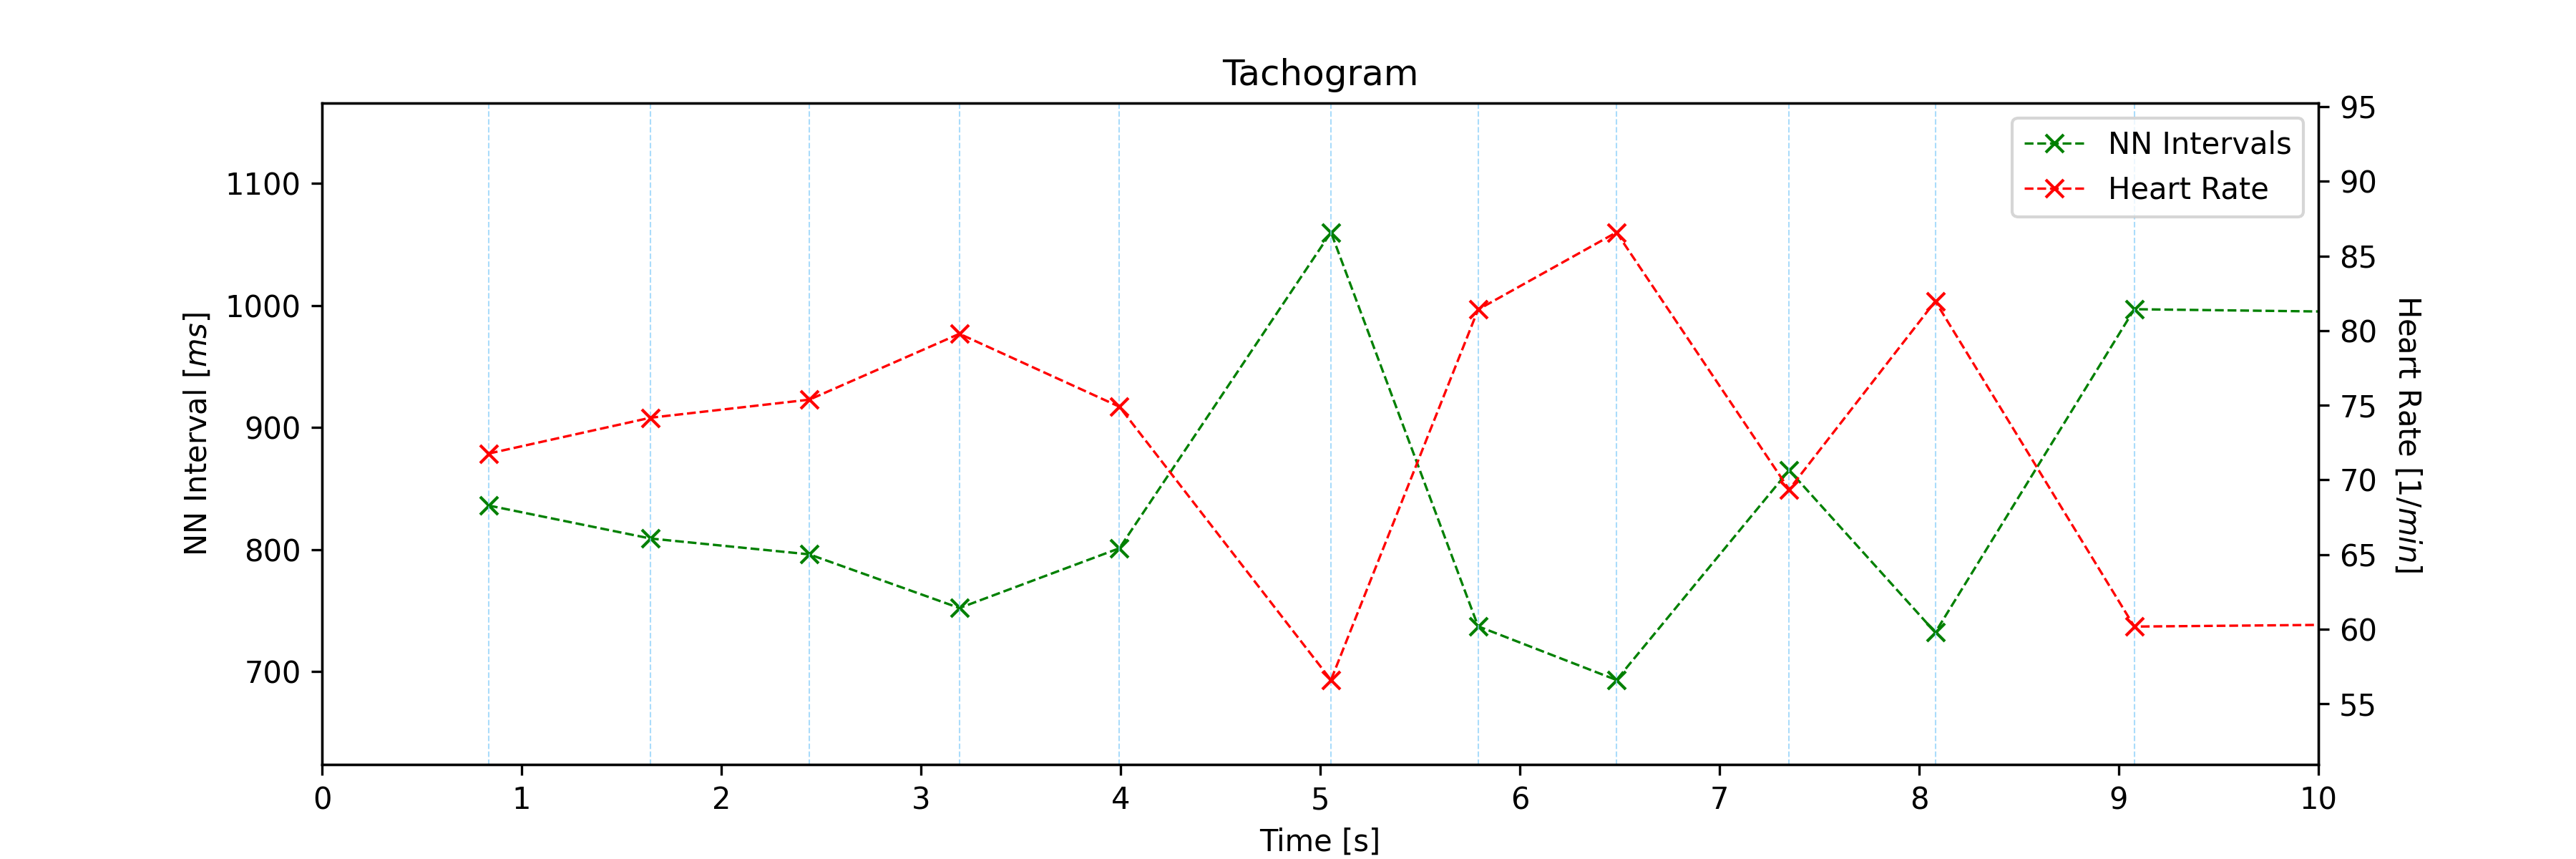 Tachogram
NN Interval [ms]
1100
1000
900
800
700
95
90
85
80
75
70
65
60
55
Heart Rate [1/min]
NN Intervals
Heart Rate
0 1 2 3 4 5 6 7 8 9 10
Time [s]